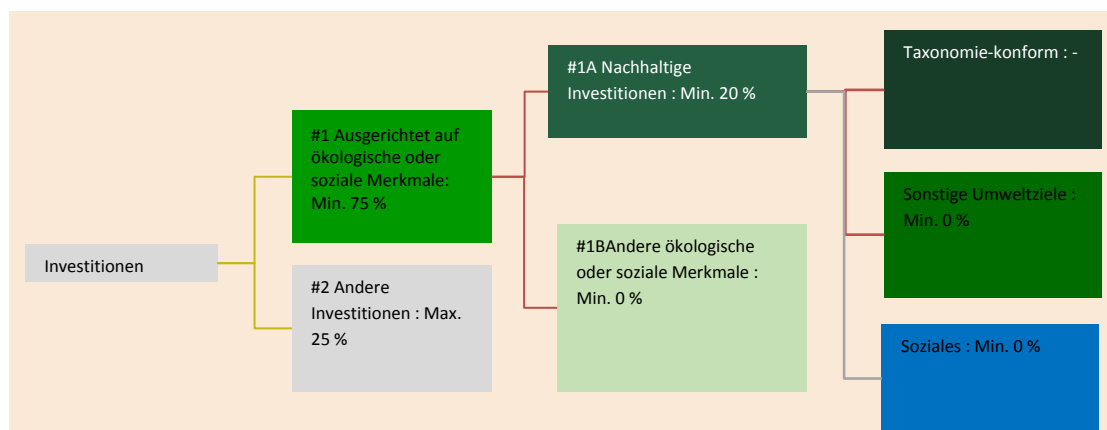 Investitionen
#1 Ausgerichtet auf
ökologische oder
soziale Merkmale:
Min. 75 %
#2 Andere
Investitionen : Max.
25 %
#1A Nachhaltige
Investitionen : Min. 20 %
#1BAndere ökologische
oder soziale Merkmale :
Min. 0 %
Taxonomie-konform : -
Sonstige Umweltziele :
Min. 0 %
Soziales : Min. 0 %